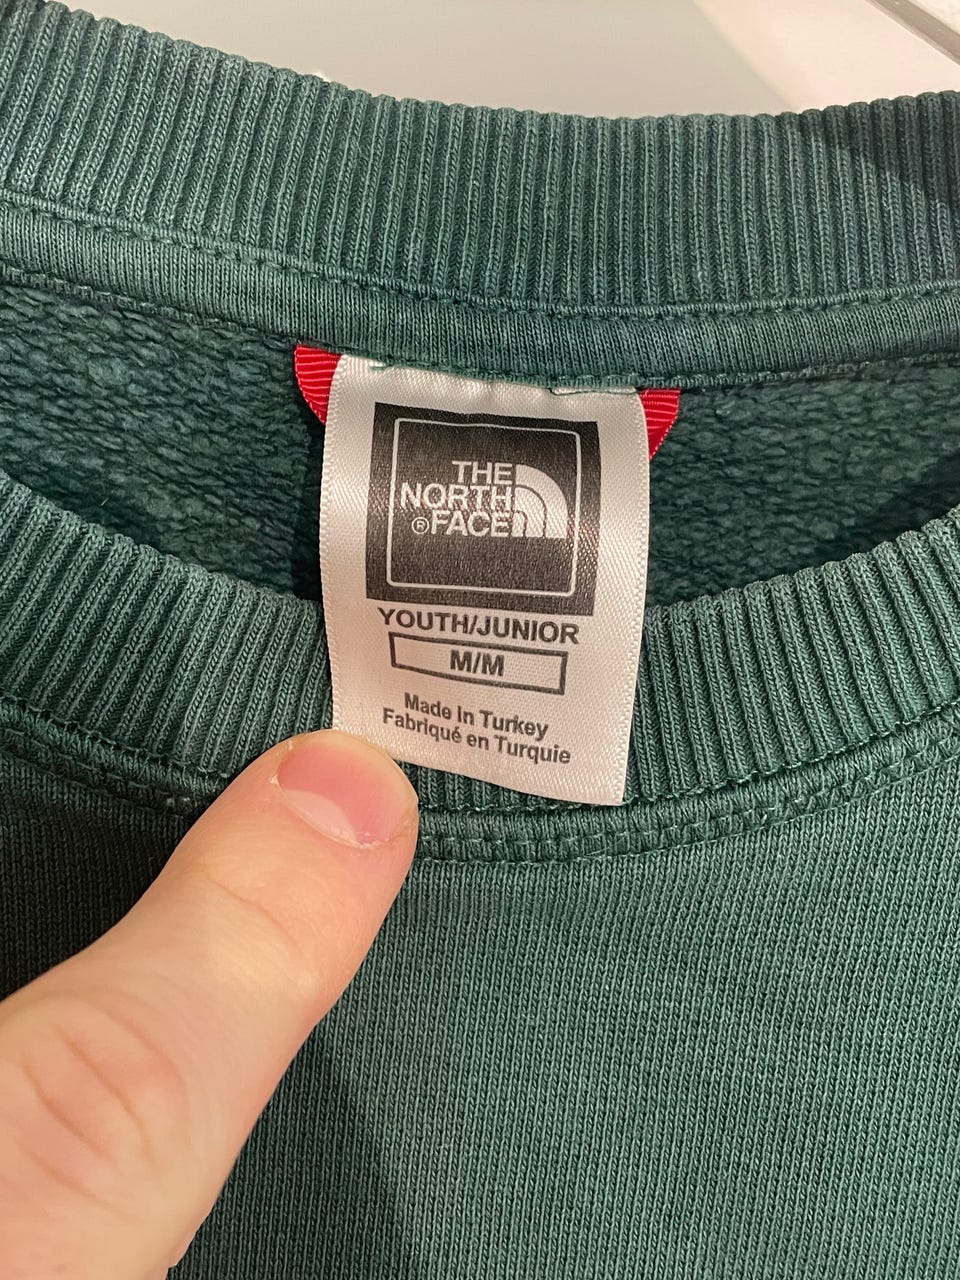 THE
NORTH
®FACE
YOUTH/JUNIOR
M/M
Made In Turkey
Fabriqué en Turquie